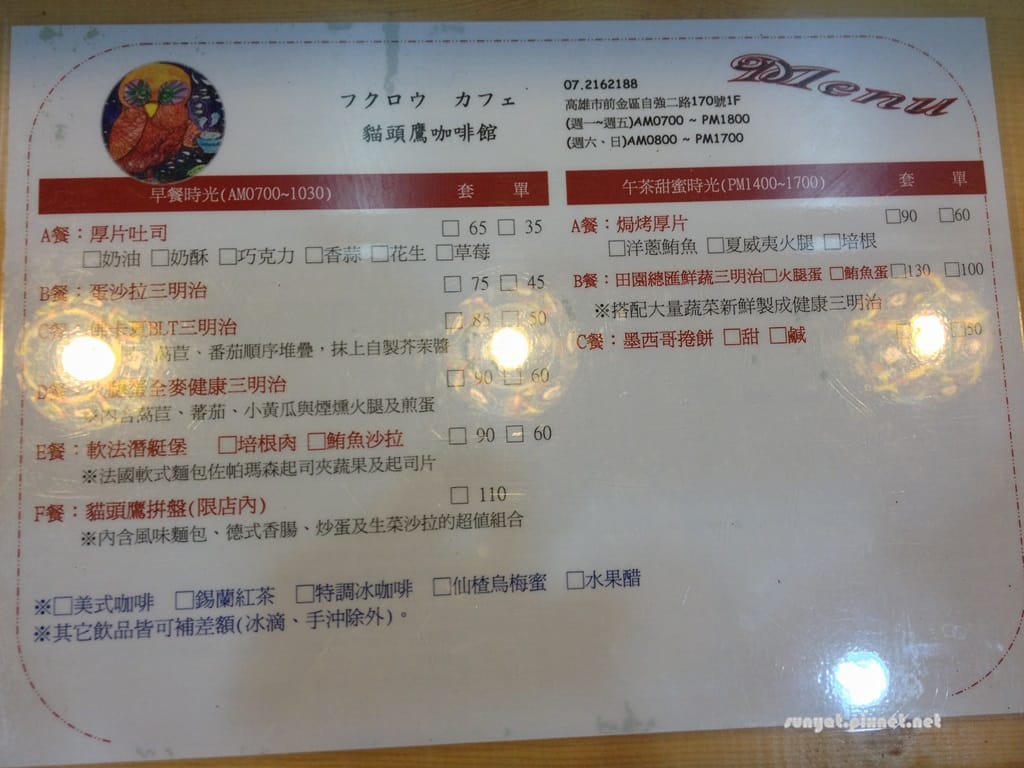 Menu
フクロウ カフェ
貓頭鷹咖啡館
07.2162188
高雄市前金區自強二路170號1F
(週一~週五)AM0700 ~ PM1800
(週六、日)AM0800 ~ PM1700
早餐時光(AM0700~1030) 套 單
A餐：厚片吐司 □ 65 □ 35
□奶油 □奶酥 □巧克力 □香蒜 □花生 □草莓
B餐：蛋沙拉三明治 □ 75 □ 45
C餐：BLT三明治 □ 85 □ 50
萵苣、番茄順序堆疊，抹上自製芥茉醬
D餐：全麥健康三明治 □ 90 □ 60
※內含萵苣、蕃茄、小黃瓜與煙燻火腿及煎蛋
E餐：軟法潛艇堡 □培根肉 □鮪魚沙拉 □ 90 □ 60
※法國軟式麵包佐帕瑪森起司夾蔬果及起司片
F餐：貓頭鷹拼盤(限店內) □ 110
※內含風味麵包、德式香腸、炒蛋及生菜沙拉的超值組合
※□美式咖啡 □錫蘭紅茶 □特調冰咖啡 □仙楂烏梅蜜 □水果醋
※其它飲品皆可補差額(冰滴、手沖除外)。
午茶甜蜜時光(PM1400~1700) 套 單
A餐：焗烤厚片 □90 □60
□洋蔥鮪魚 □夏威夷火腿 □培根
B餐：田園總匯鮮蔬三明治□火腿蛋 □鮪魚蛋□130 □100
※搭配大量蔬菜新鮮製成健康三明治
C餐：墨西哥捲餅 □甜 □鹹 □50
sunyat.pixnet.net